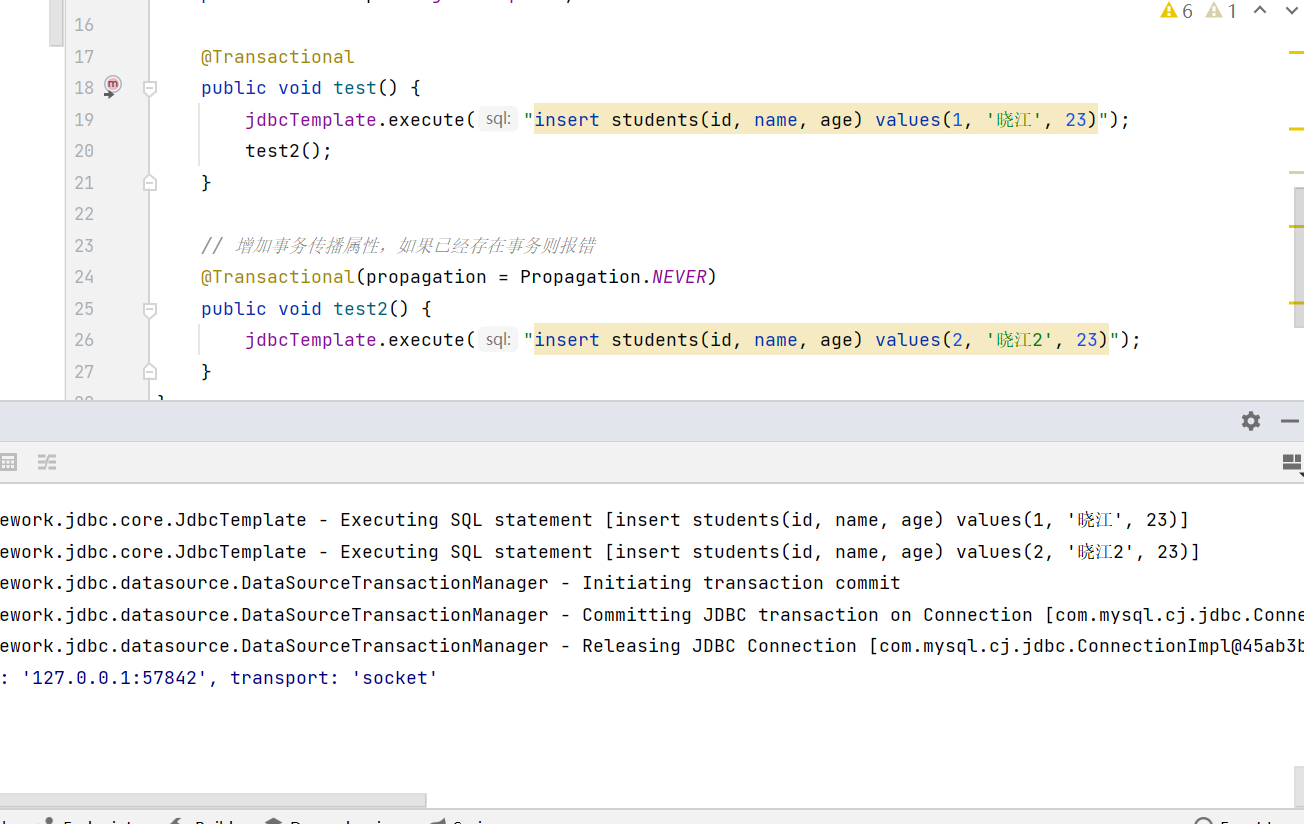 6 1
16
17 @Transactional
18 public void test() {
19 jdbcTemplate.execute( sql: "insert students(id, name, age) values(1, '晓江', 23)");
20 test2();
21 }
22
23 // 增加事务传播属性，如果已经存在事务则报错
24 @Transactional(propagation = Propagation.NEVER)
25 public void test2() {
26 jdbcTemplate.execute( sql: "insert students(id, name, age) values(2, '晓江2', 23)");
27 }
ework.jdbc.core.JdbcTemplate - Executing SQL statement [insert students(id, name, age) values(1, '晓江', 23)]
ework.jdbc.core.JdbcTemplate - Executing SQL statement [insert students(id, name, age) values(2, '晓江2', 23)]
ework.jdbc.datasource.DataSourceTransactionManager - Initiating transaction commit
ework.jdbc.datasource.DataSourceTransactionManager - Committing JDBC transaction on Connection [com.mysql.cj.jdbc.Conne
ework.jdbc.datasource.DataSourceTransactionManager - Releasing JDBC Connection [com.mysql.cj.jdbc.ConnectionImpl@45ab3b
: '127.0.0.1:57842', transport: 'socket'